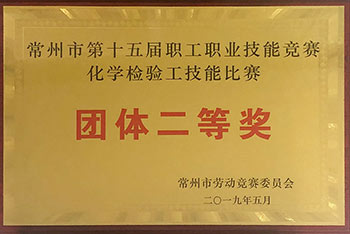 常州市第十五届职工职业技能竞赛
化学检验工技能比赛
团体二等奖
常州市劳动竞赛委员会
二〇一九年五月